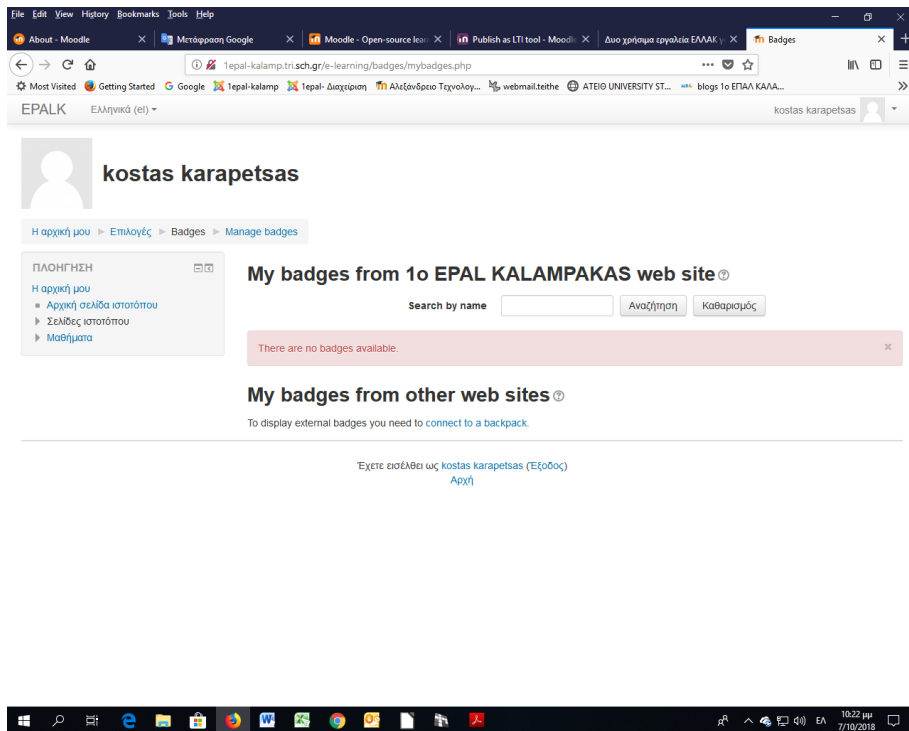 File Edit View History Bookmarks Tools Help
About - Moodle
Μετάφραση Google
Moodle - Open-source lear
Publish as LTI tool - Moodle
Δυο χρήσιμα εργαλεία ΕΛΛΑΚ γι
Badges
1epal-kalamp.tri.sch.gr/e-learning/badges/mybadges.php
Most Visited Getting Started Google 1epal-kalamp 1epal- Διαχείριση Αλεξάνδρειο Τεχνολογ... webmail.teithe ATEIΘ UNIVERSITY ST... blogs 1ο ΕΠΑΛ ΚΑΛΑ...
EPALK Ελληνικά (el) kostas karapetsas
kostas karapetsas
Η αρχική μου Επιλογές Badges Manage badges
ΠΛΟΗΓΗΣΗ
Η αρχική μου
Αρχική σελίδα ιστοτόπου
Σελίδες ιστοτόπου
Μαθήματα
My badges from 1o EPAL KALAMPAKAS web site
Search by name Αναζήτηση Καθαρισμός
There are no badges available.
My badges from other web sites
To display external badges you need to connect to a backpack.
Έχετε εισέλθει ως kostas karapetsas (Έξοδος)
Αρχή
ΕΛ
10:22 μμ
7/10/2018